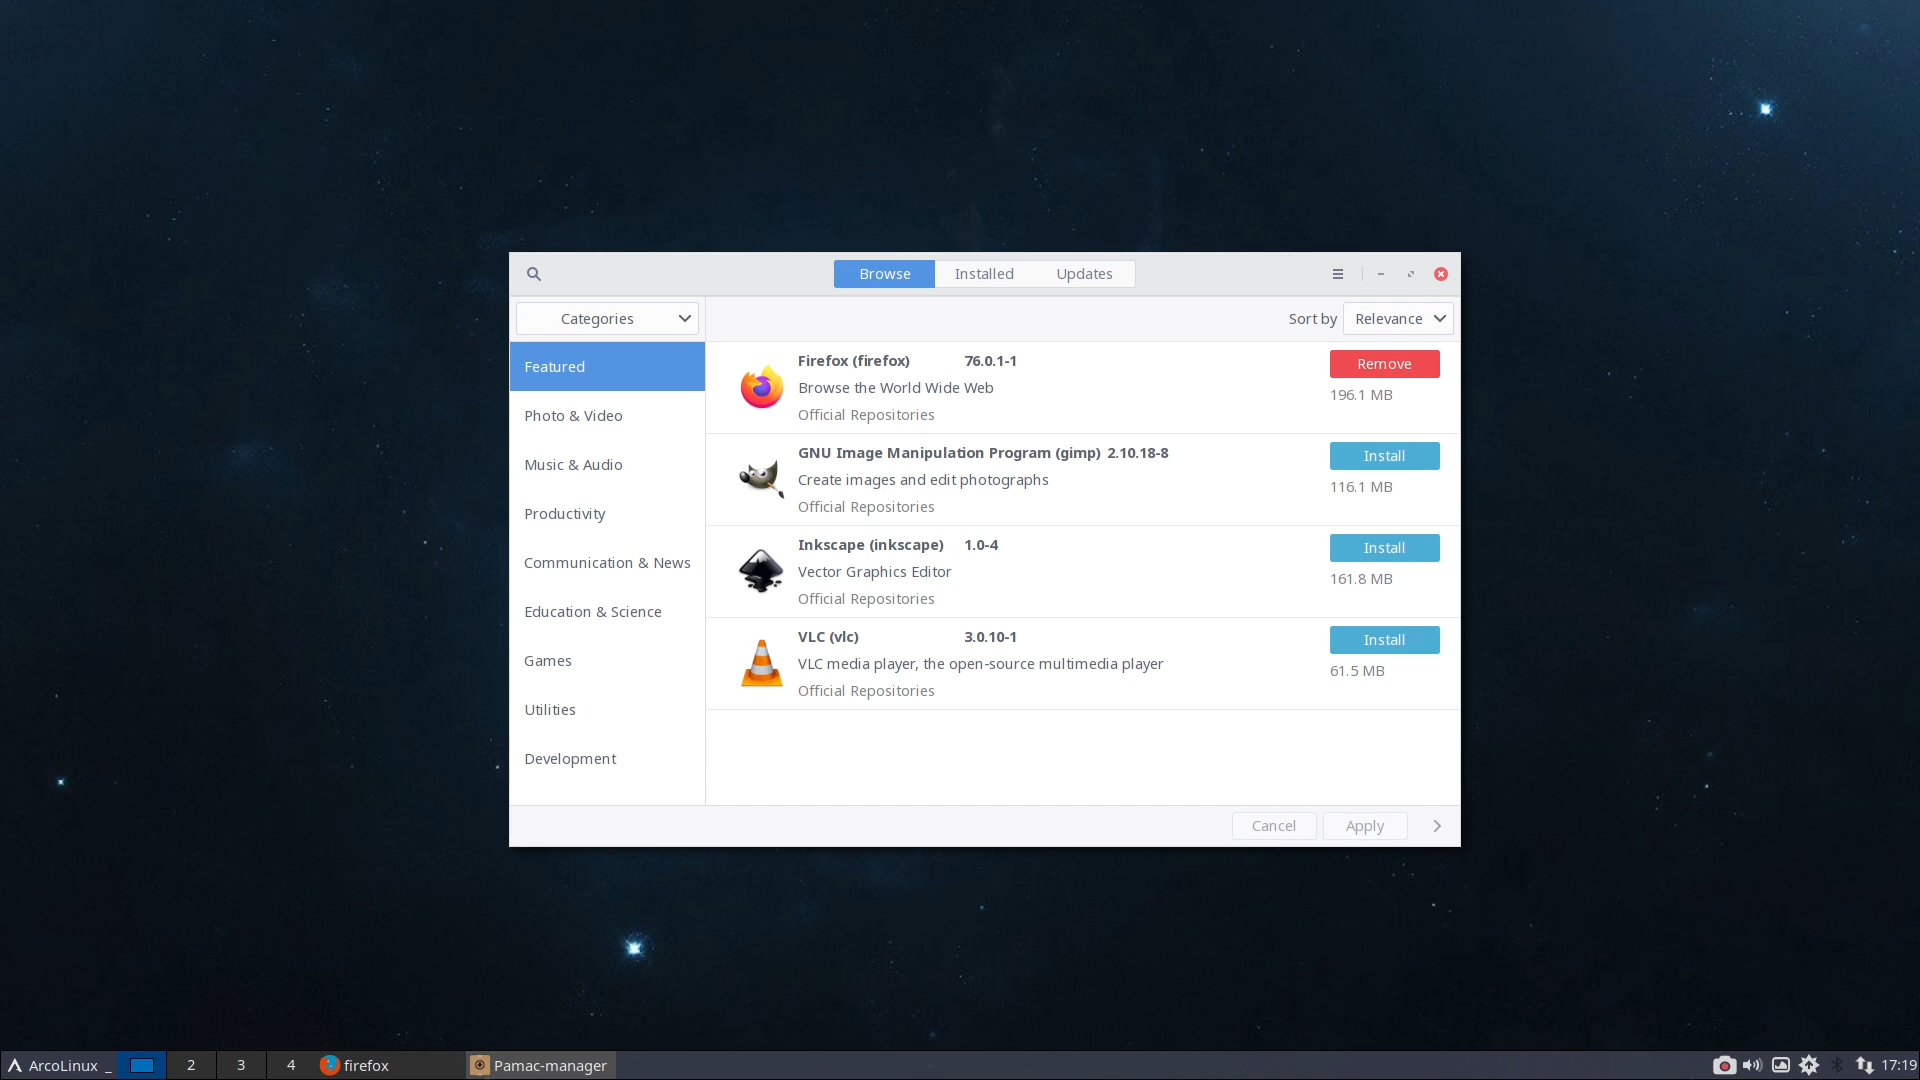 Browse
Installed
Updates
Categories
Sort by
Relevance
Featured
Photo & Video
Music & Audio
Productivity
Communication & News
Education & Science
Games
Utilities
Development
Firefox (firefox) 76.0.1-1
Browse the World Wide Web
Official Repositories
Remove
196.1 MB
GNU Image Manipulation Program (gimp) 2.10.18-8
Create images and edit photographs
Official Repositories
Install
116.1 MB
Inkscape (inkscape) 1.0-4
Vector Graphics Editor
Official Repositories
Install
161.8 MB
VLC (vlc) 3.0.10-1
VLC media player, the open-source multimedia player
Official Repositories
Install
61.5 MB
Cancel
Apply
ArcoLinux _
2
3
4
firefox
Pamac-manager
17:19